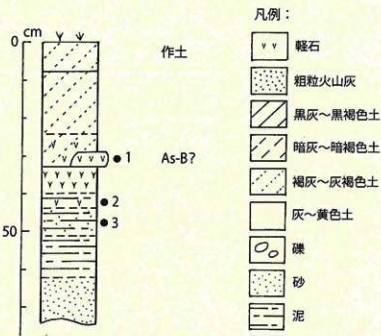 cm
0
作土
1
As-B?
2
3
50
凡例：
軽石
粗粒火山灰
黒灰～黒褐色土
暗灰～暗褐色土
褐灰～灰褐色土
灰～黄色土
礫
砂
泥